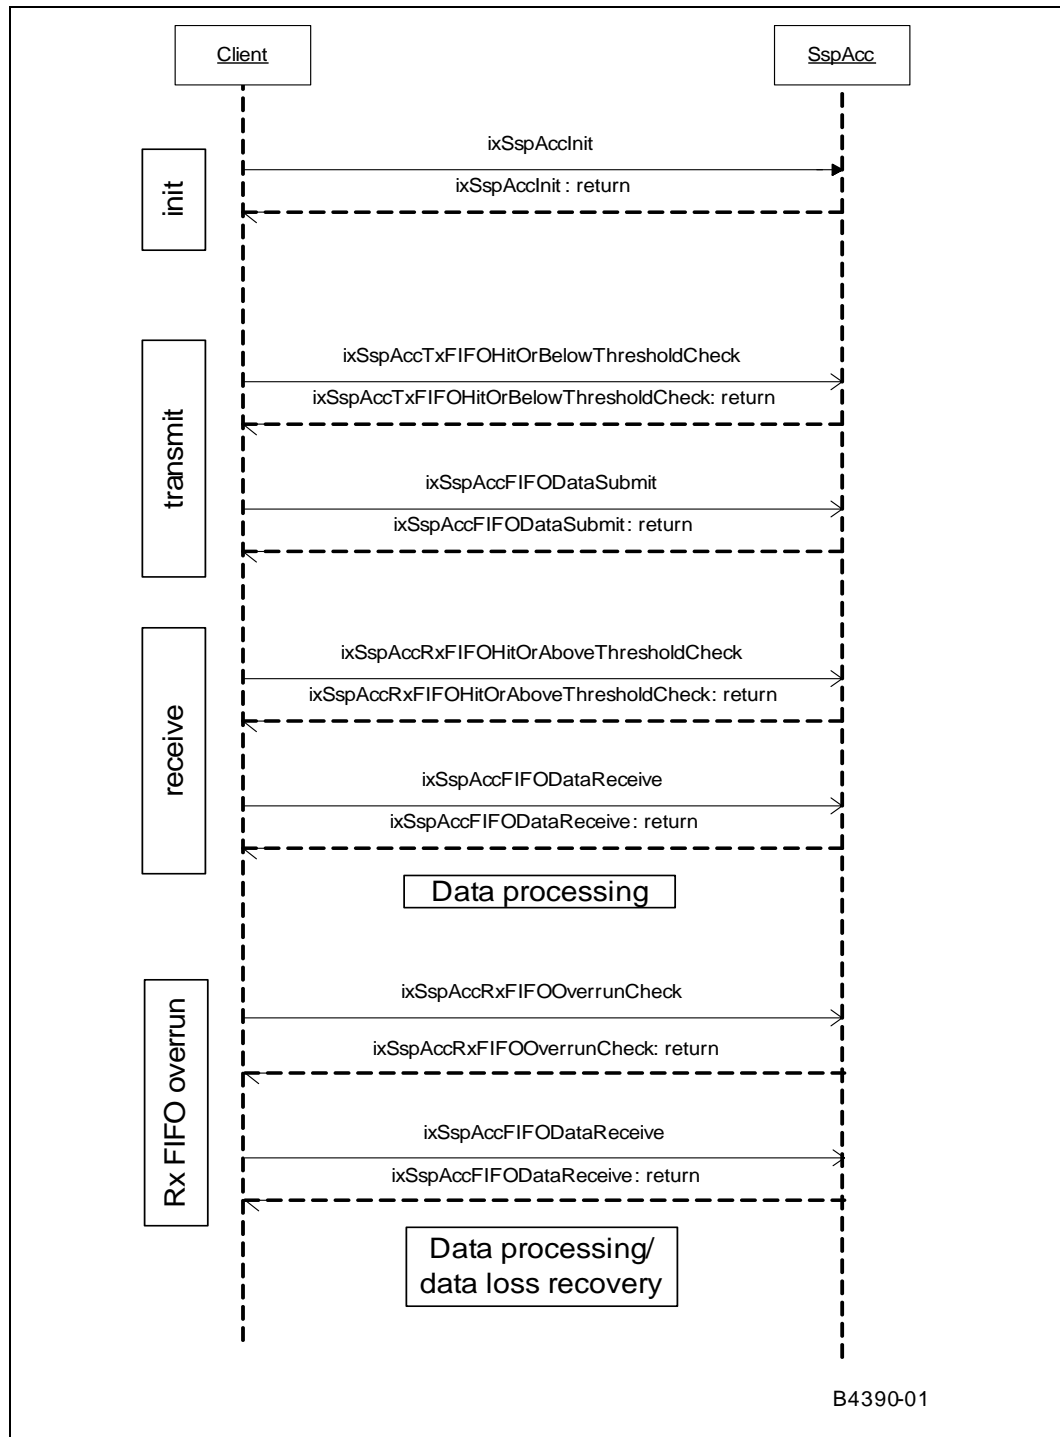 Client
SspAcc
init
ixSspAccInit
ixSspAccInit: return
transmit
ixSspAccTxFIFOHitOrBelowThresholdCheck
ixSspAccTxFIFOHitOrBelowThresholdCheck: return
ixSspAccFIFODataSubmit
ixSspAccFIFODataSubmit: return
receive
ixSspAccRxFIFOHitOrAboveThresholdCheck
ixSspAccRxFIFOHitOrAboveThresholdCheck: return
ixSspAccFIFODataReceive
ixSspAccFIFODataReceive: return
Data processing
Rx FIFO overrun
ixSspAccRxFIFOOverrunCheck
ixSspAccRxFIFOOverrunCheck: return
ixSspAccFIFODataReceive
ixSspAccFIFODataReceive: return
Data processing/
data loss recovery
B4390-01